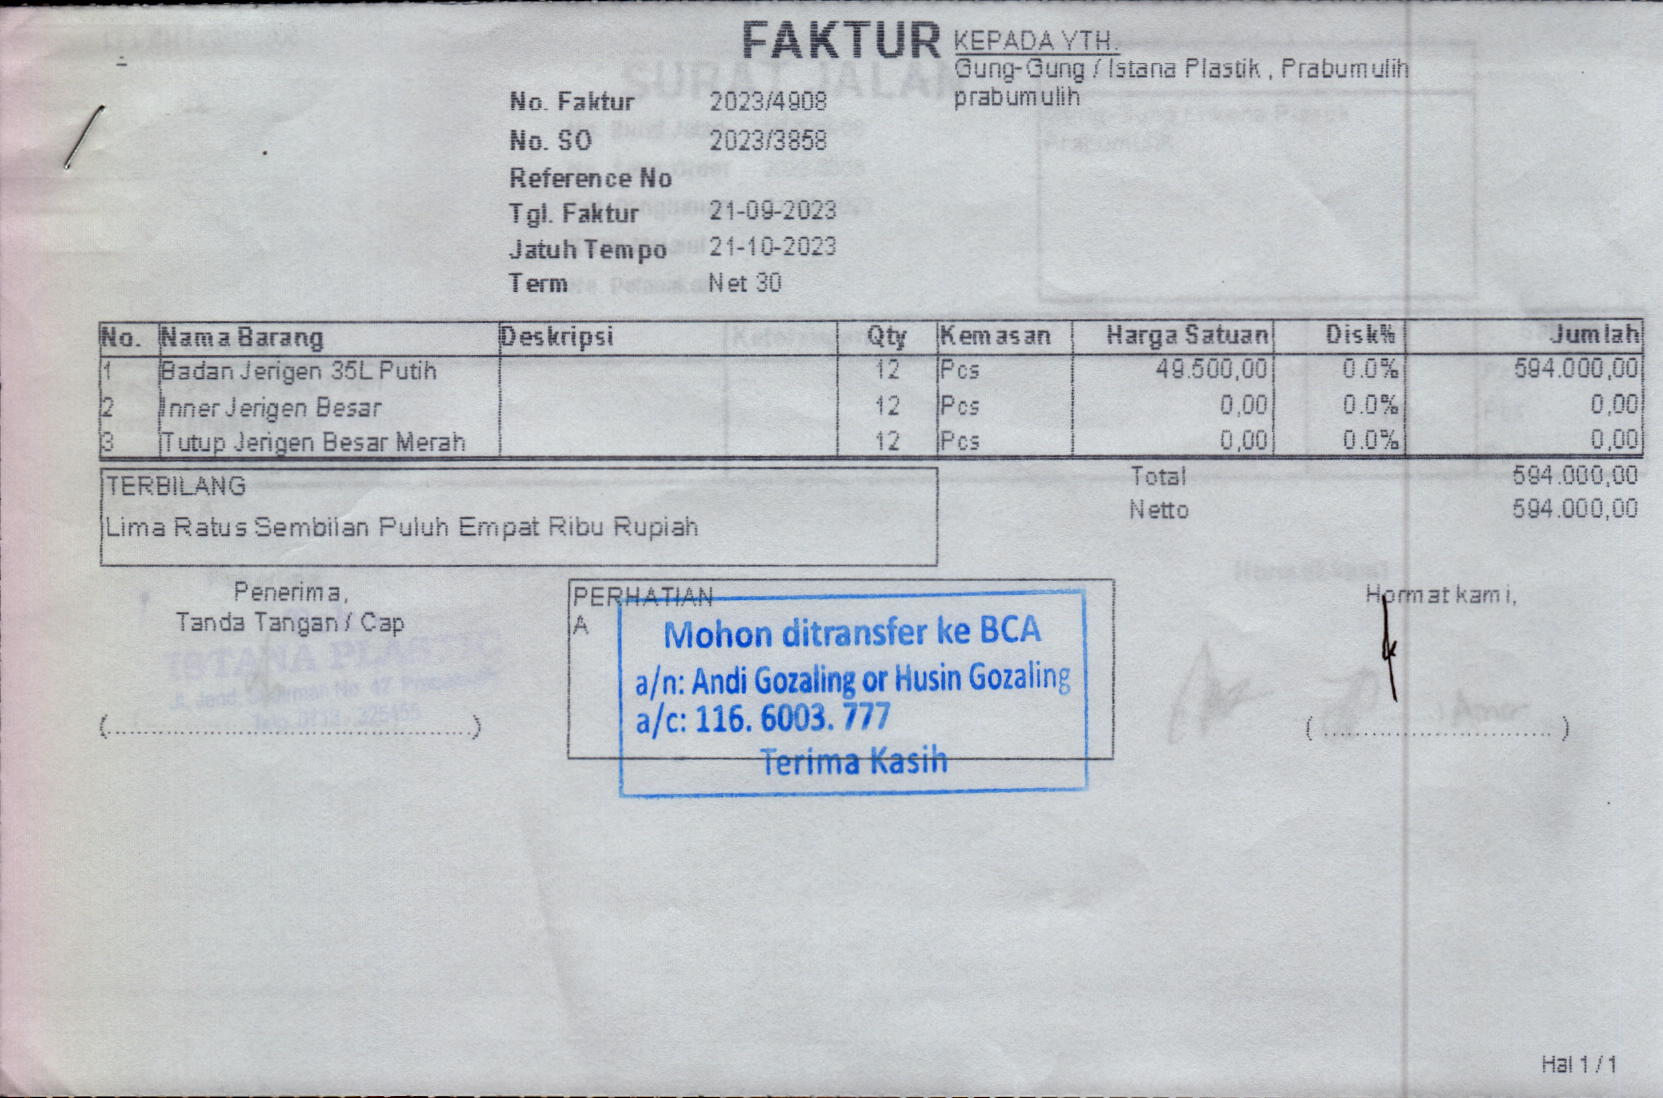 FAKTUR
KEPADA YTH.
Gung-Gung / Istana Plastik , Prabumulih
prabumulih
No. Faktur 2023/4908
No. SO 2023/3858
Reference No
Tgl. Faktur 21-09-2023
Jatuh Tempo 21-10-2023
Term Net 30
No. Nama Barang Deskripsi Qty Kemasan Harga Satuan Disk% Jumlah
1 Badan Jerigen 35L Putih 12 Pcs 49.500,00 0.0% 594.000,00
2 Inner Jerigen Besar 12 Pcs 0,00 0.0% 0,00
3 Tutup Jerigen Besar Merah 12 Pcs 0,00 0.0% 0,00
Total 594.000,00
Netto 594.000,00
TERBILANG
Lima Ratus Sembilan Puluh Empat Ribu Rupiah
Penerima,
Tanda Tangan / Cap
ISTANA PLASTIC
(........................................)
PERHATIAN
A
Mohon ditransfer ke BCA
a/n: Andi Gozaling or Husin Gozaling
a/c: 116. 6003. 777
Terima Kasih
Hormat kami,
(........................................)
SURAT JALAN
Hal 1 / 1